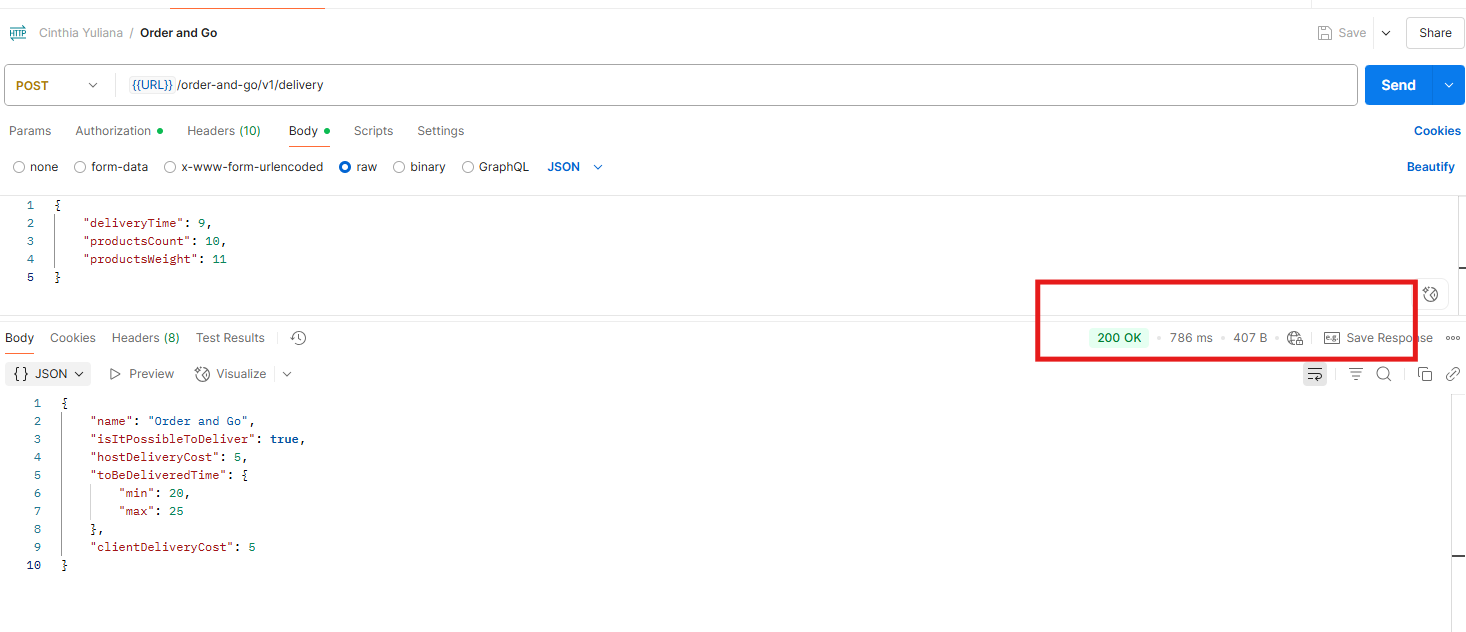 HTTP Cinthia Yuliana / Order and Go Save Share
POST {{URL}} /order-and-go/v1/delivery Send
Params Authorization Headers (10) Body Scripts Settings Cookies
none form-data x-www-form-urlencoded raw binary GraphQL JSON Beautify
1 {
2 "deliveryTime": 9,
3 "productsCount": 10,
4 "productsWeight": 11
5 }
Body Cookies Headers (8) Test Results 200 OK 786 ms 407 B e.g. Save Response
{} JSON Preview Visualize
1 {
2 "name": "Order and Go",
3 "isItPossibleToDeliver": true,
4 "hostDeliveryCost": 5,
5 "toBeDeliveredTime": {
6 "min": 20,
7 "max": 25
8 },
9 "clientDeliveryCost": 5
10 }